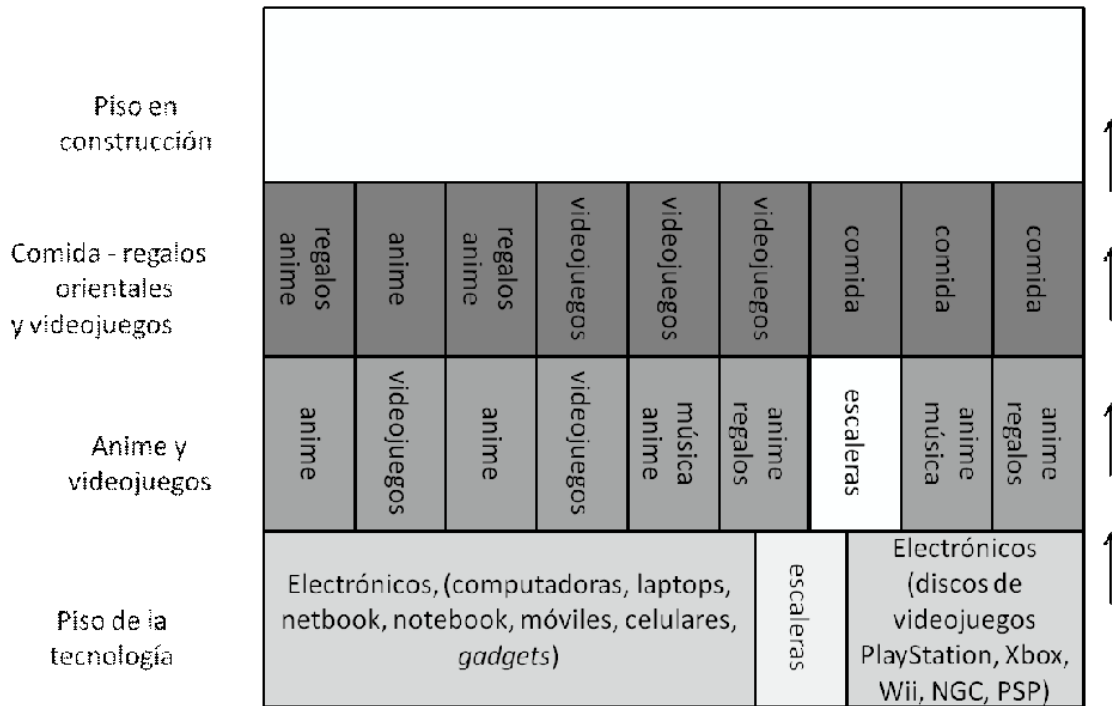 Piso en
construcción
Comida - regalos
orientales
y videojuegos
regalos
anime
anime
regalos
anime
videojuegos
videojuegos
videojuegos
comida
comida
comida
Anime y
videojuegos
anime
videojuegos
anime
videojuegos
música
anime
anime
regalos
escaleras
anime
música
anime
regalos
Piso de la
tecnología
Electrónicos, (computadoras, laptops,
netbook, notebook, móviles, celulares,
gadgets)
escaleras
Electrónicos
(discos de
videojuegos
PlayStation, Xbox,
Wii, NGC, PSP)